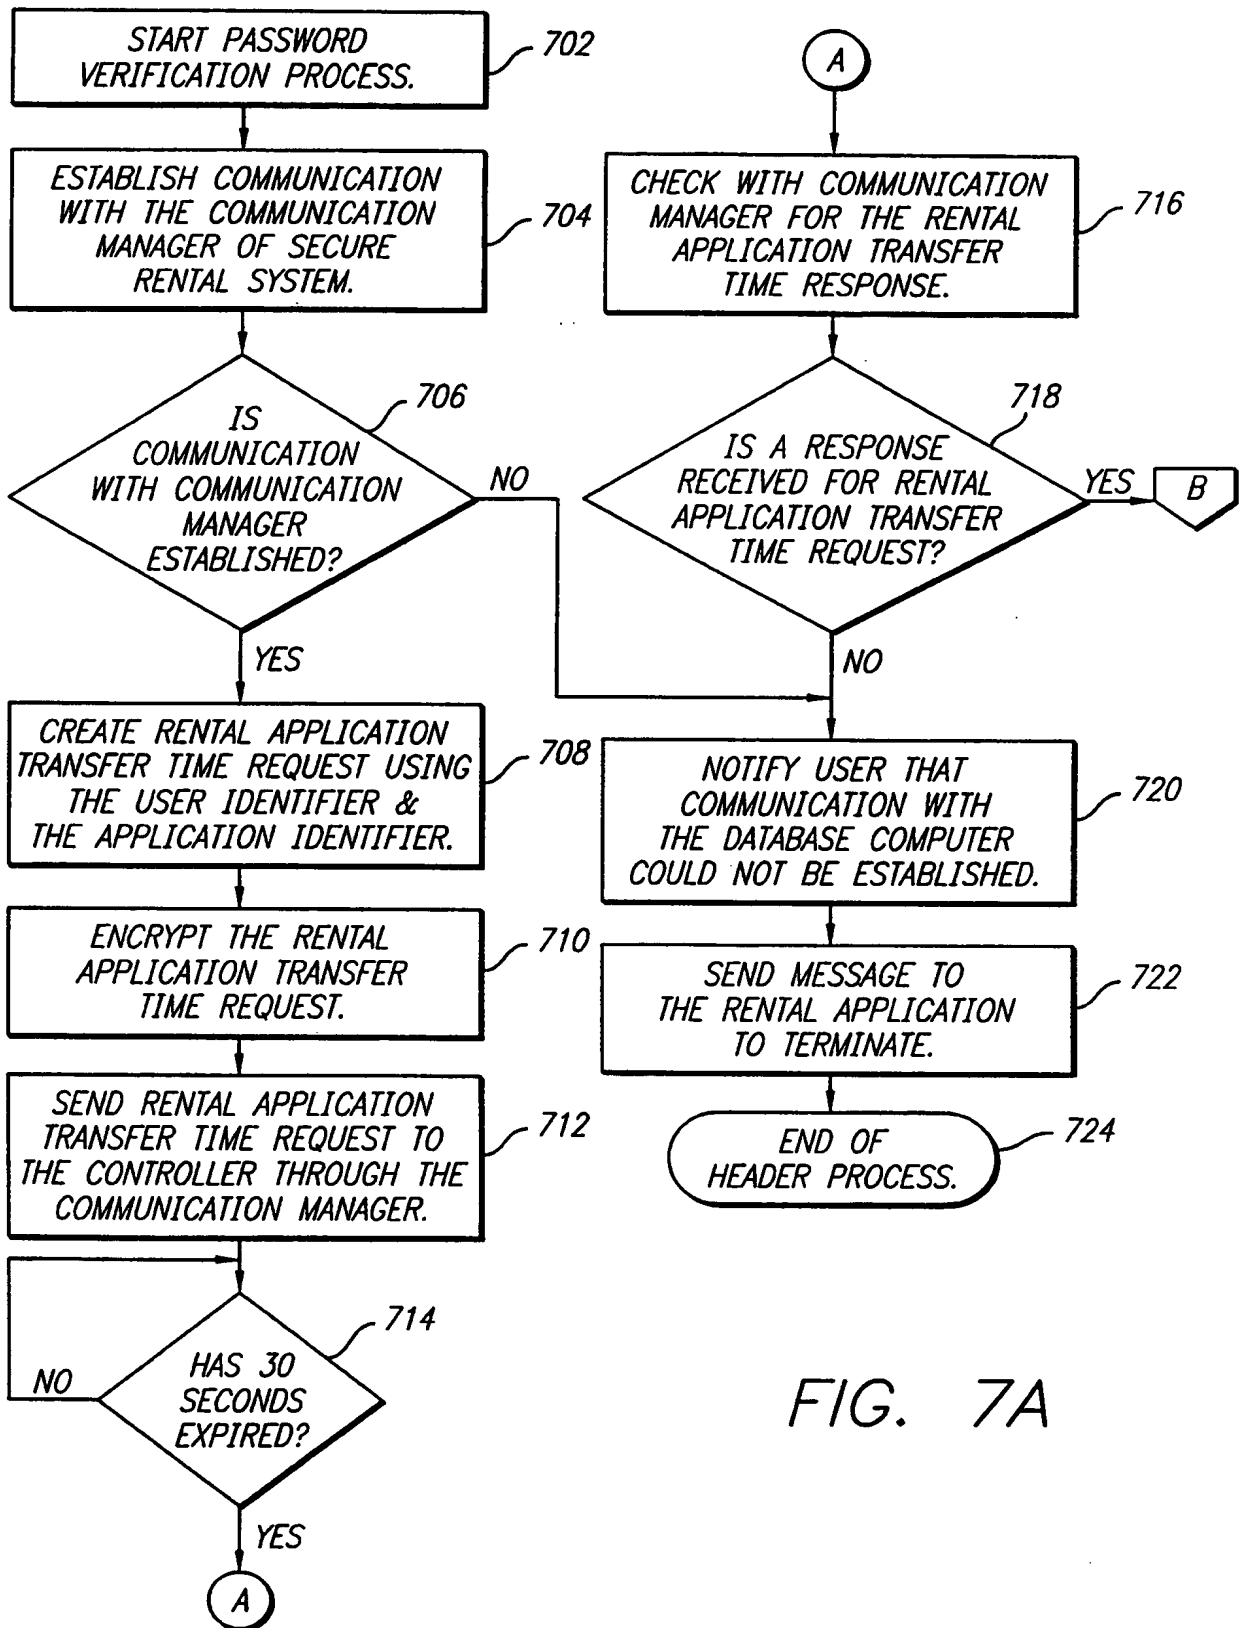 START PASSWORD
VERIFICATION PROCESS.
702
ESTABLISH COMMUNICATION
WITH THE COMMUNICATION
MANAGER OF SECURE
RENTAL SYSTEM.
704
IS
COMMUNICATION
WITH COMMUNICATION
MANAGER
ESTABLISHED?
706
NO
YES
CREATE RENTAL APPLICATION
TRANSFER TIME REQUEST USING
THE USER IDENTIFIER &
THE APPLICATION IDENTIFIER.
708
ENCRYPT THE RENTAL
APPLICATION TRANSFER
TIME REQUEST.
710
SEND RENTAL APPLICATION
TRANSFER TIME REQUEST TO
THE CONTROLLER THROUGH THE
COMMUNICATION MANAGER.
712
HAS 30
SECONDS
EXPIRED?
714
NO
YES
A
A
CHECK WITH COMMUNICATION
MANAGER FOR THE RENTAL
APPLICATION TRANSFER
TIME RESPONSE.
716
IS A RESPONSE
RECEIVED FOR RENTAL
APPLICATION TRANSFER
TIME REQUEST?
718
YES
B
NO
NOTIFY USER THAT
COMMUNICATION WITH
THE DATABASE COMPUTER
COULD NOT BE ESTABLISHED.
720
SEND MESSAGE TO
THE RENTAL APPLICATION
TO TERMINATE.
722
END OF
HEADER PROCESS.
724
FIG. 7A